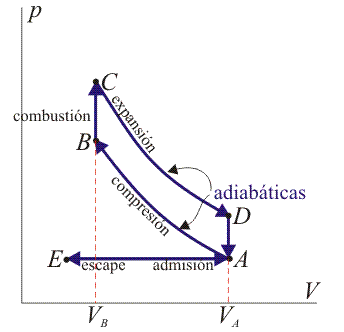 p
C
combustión
expansión
B
compresión
adiabáticas
D
E
escape
admisión
A
V_B
V_A
V